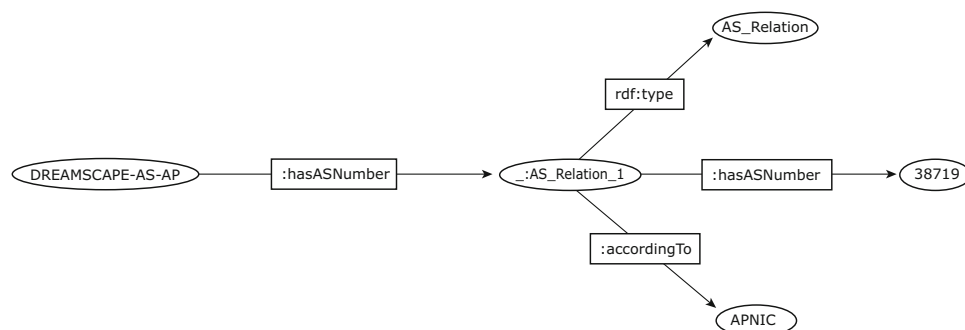 AS_Relation
rdf:type
DREAMSCAPE-AS-AP
:hasASNumber
_:AS_Relation_1
:hasASNumber
38719
:accordingTo
APNIC